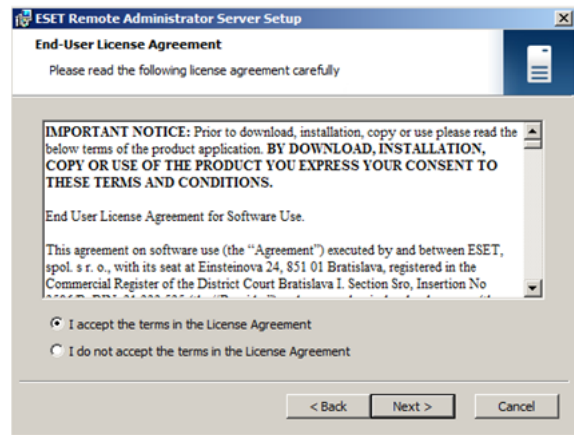 ESET Remote Administrator Server Setup
End-User License Agreement
Please read the following license agreement carefully
IMPORTANT NOTICE: Prior to download, installation, copy or use please read the
below terms of the product application. BY DOWNLOAD, INSTALLATION,
COPY OR USE OF THE PRODUCT YOU EXPRESS YOUR CONSENT TO
THESE TERMS AND CONDITIONS.
End User License Agreement for Software Use.
This agreement on software use (the “Agreement”) executed by and between ESET,
spol. s r. o., with its seat at Einsteinova 24, 851 01 Bratislava, registered in the
Commercial Register of the District Court Bratislava I. Section Sro, Insertion No
I accept the terms in the License Agreement
I do not accept the terms in the License Agreement
< Back
Next >
Cancel